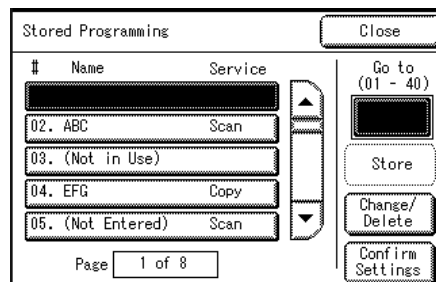 Stored Programming Close
# Name Service
02. ABC Scan
03. (Not in Use)
04. EFG Copy
05. (Not Entered) Scan
Page 1 of 8
Go to
(01 - 40)
Store
Change/
Delete
Confirm
Settings